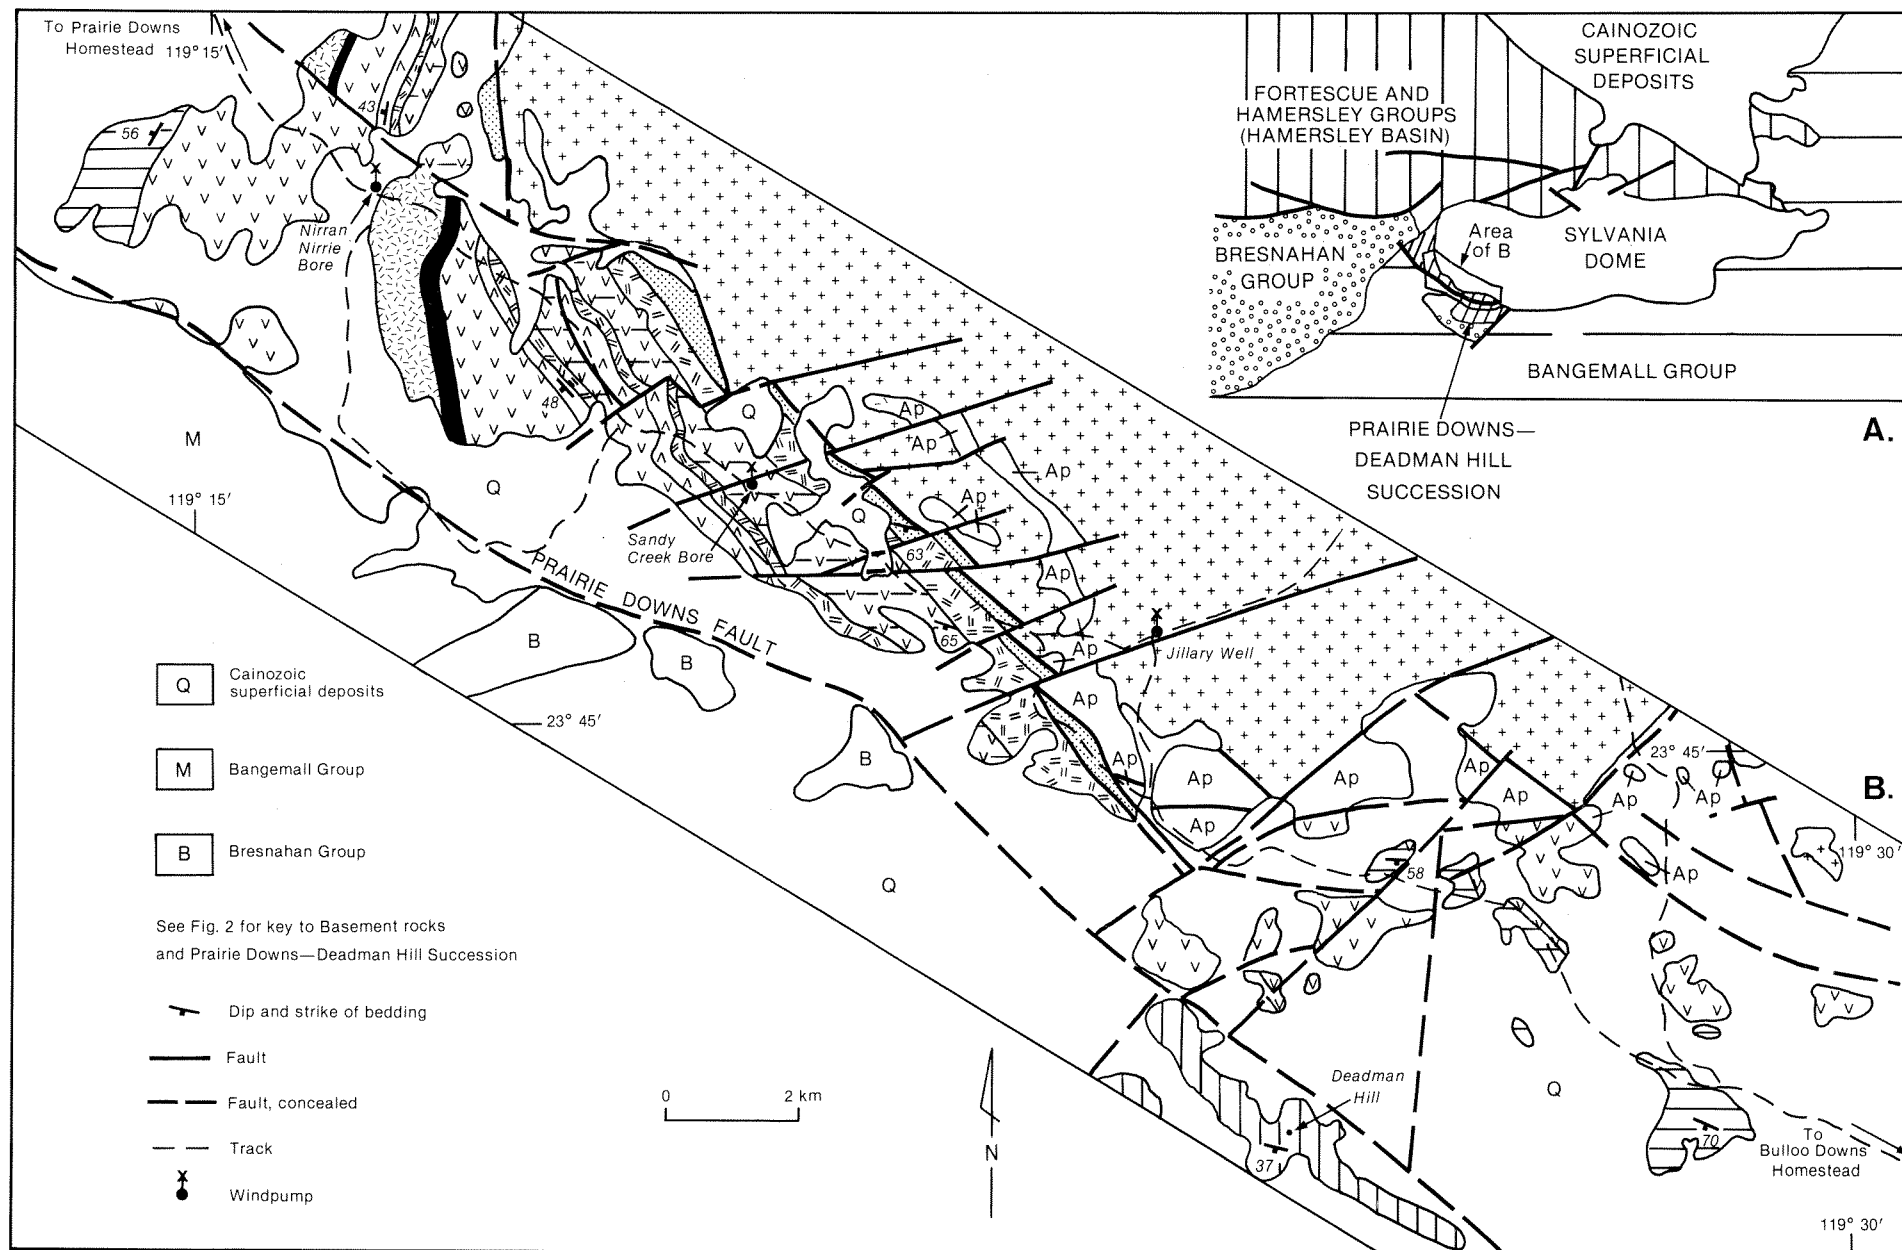 To Prairie Downs
Homestead
119° 15′
43
56
Nirran
Nirrie
Bore
48
M
119° 15′
Q
Q
Sandy
Creek Bore
Q
63
65
PRAIRIE DOWNS FAULT
B
B
B
23° 45′
Ap
Ap
Ap
Ap
Ap
Ap
Ap
Ap
Jillary Well
Ap
Ap
Ap
Ap
Ap
Ap
Ap
Ap
23° 45′
119° 30′
58
Q
Q
Deadman
Hill
37
70
To
Bulloo Downs
Homestead
119° 30′
CAINOZOIC
SUPERFICIAL
DEPOSITS
FORTESCUE AND
HAMERSLEY GROUPS
(HAMERSLEY BASIN)
Area
of B
SYLVANIA
DOME
BRESNAHAN
GROUP
BANGEMALL GROUP
PRAIRIE DOWNS—
DEADMAN HILL
SUCCESSION
A.
B.
Q Cainozoic
superficial deposits
M Bangemall Group
B Bresnahan Group
See Fig. 2 for key to Basement rocks
and Prairie Downs—Deadman Hill Succession
Dip and strike of bedding
Fault
Fault, concealed
Track
Windpump
0 2 km
N